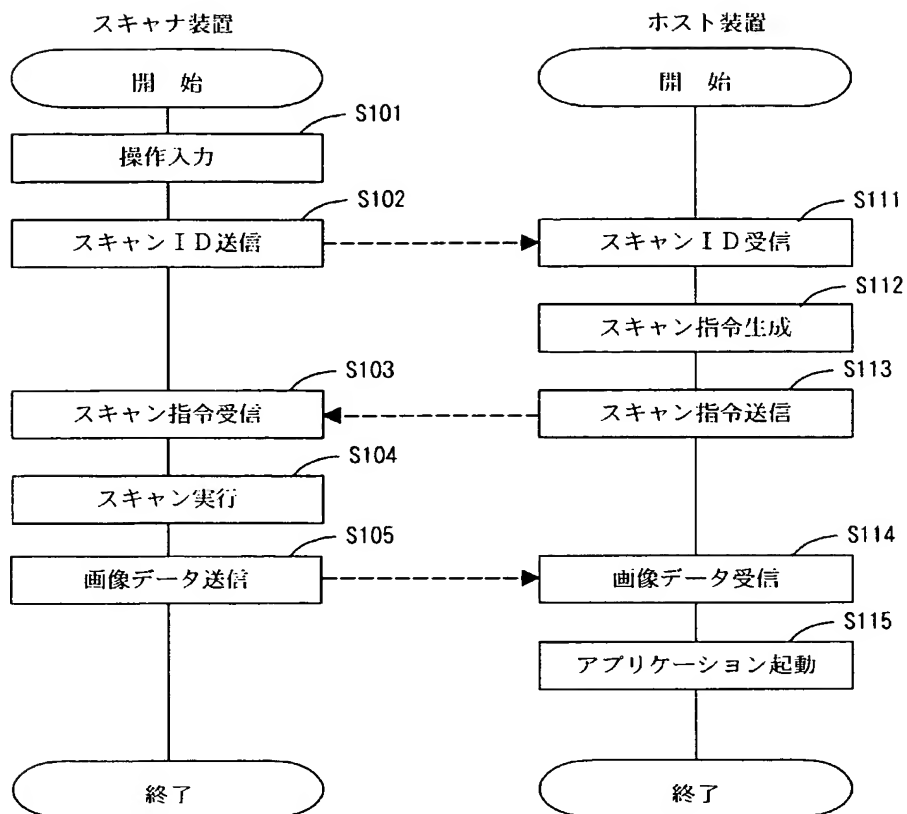 スキャナ装置
ホスト装置
開 始
開 始
S101
操作入力
S102
S111
スキャンＩＤ送信
スキャンＩＤ受信
S112
スキャン指令生成
S103
S113
スキャン指令受信
スキャン指令送信
S104
スキャン実行
S105
S114
画像データ送信
画像データ受信
S115
アプリケーション起動
終了
終了